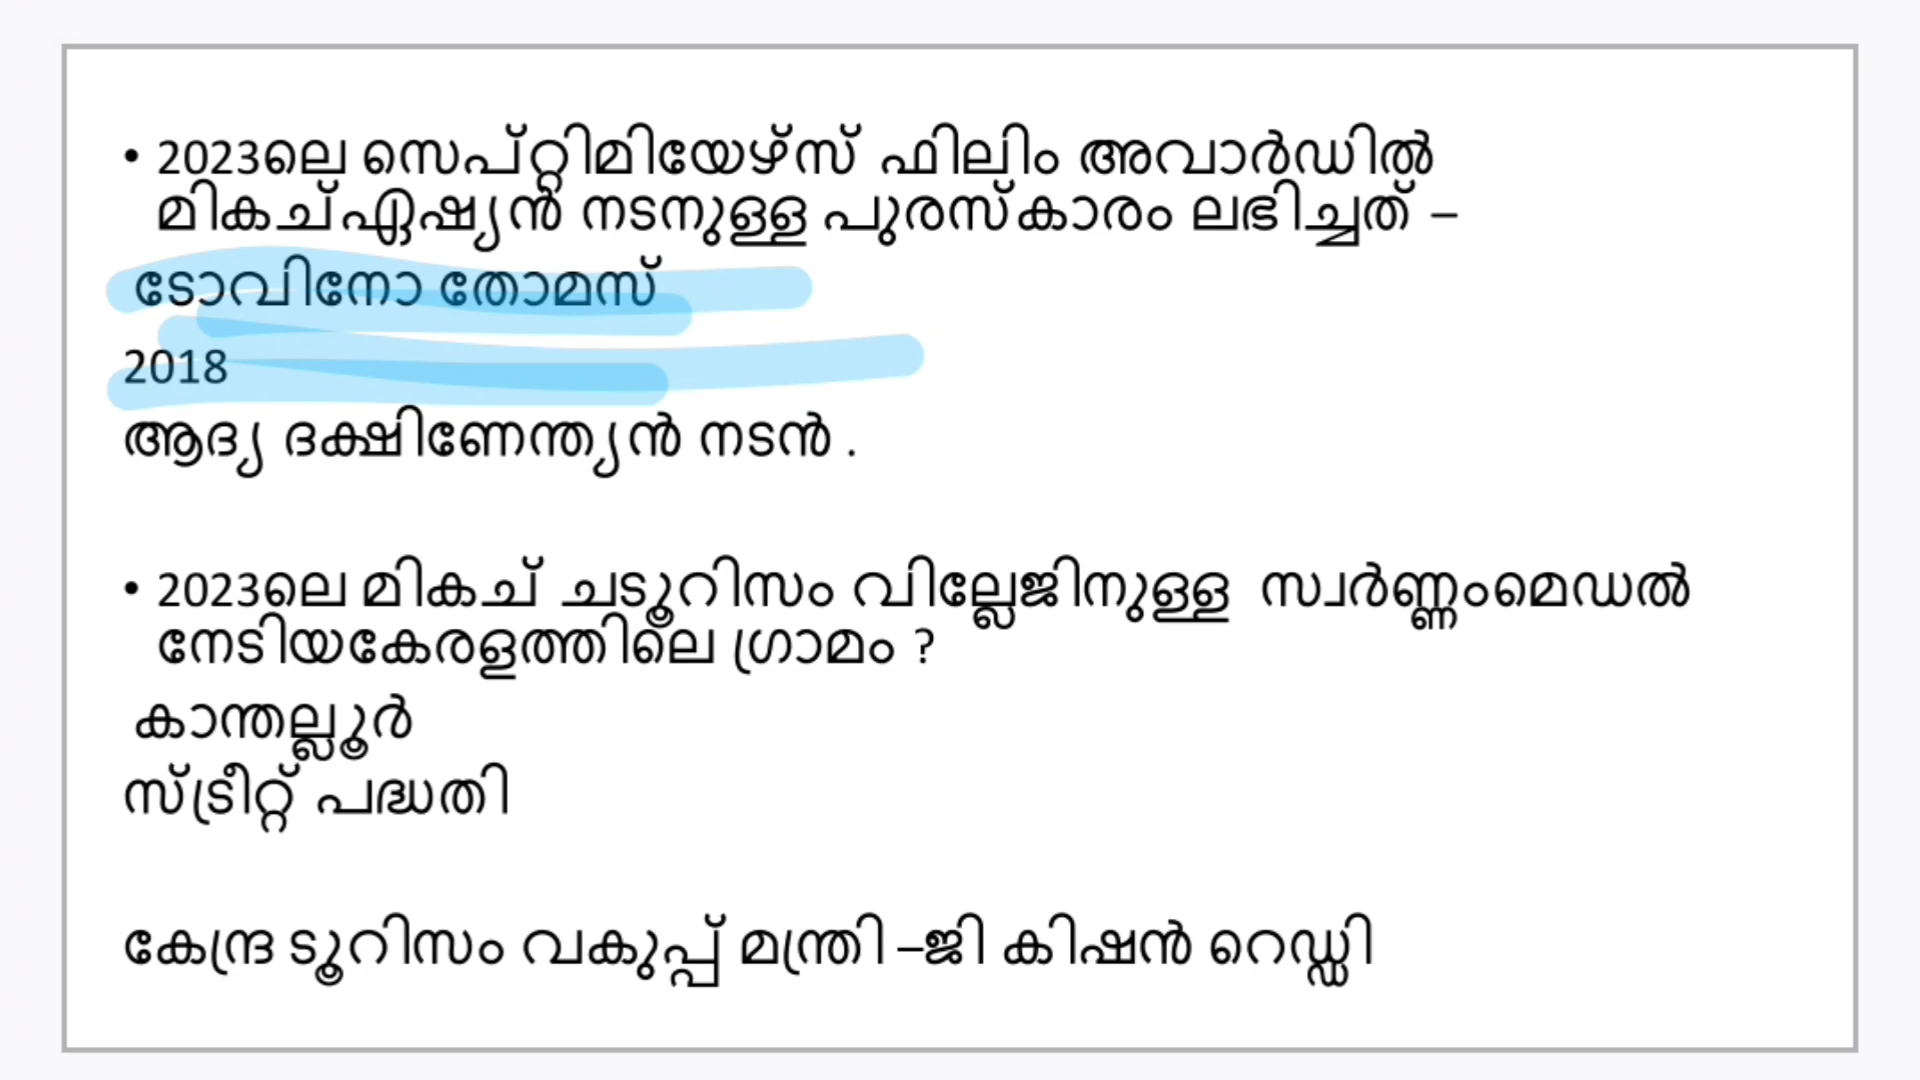 • 2023ലെ സെപ്റ്റിമിയേഴ്സ് ഫിലിം അവാർഡിൽ
മികച്ഏഷ്യൻ നടനുള്ള പുരസ്കാരം ലഭിച്ചത് –
ടോവിനോ തോമസ്
2018
ആദ്യ ദക്ഷിണേന്ത്യൻ നടൻ .
• 2023ലെ മികച് ചടൂറിസം വില്ലേജിനുള്ള സ്വർണ്ണംമെഡൽ
നേടിയകേരളത്തിലെ ഗ്രാമം ?
കാന്തല്ലൂർ
സ്ട്രീറ്റ് പദ്ധതി
കേന്ദ്ര ടൂറിസം വകുപ്പ് മന്ത്രി –ജി കിഷൻ റെഡ്ഡി